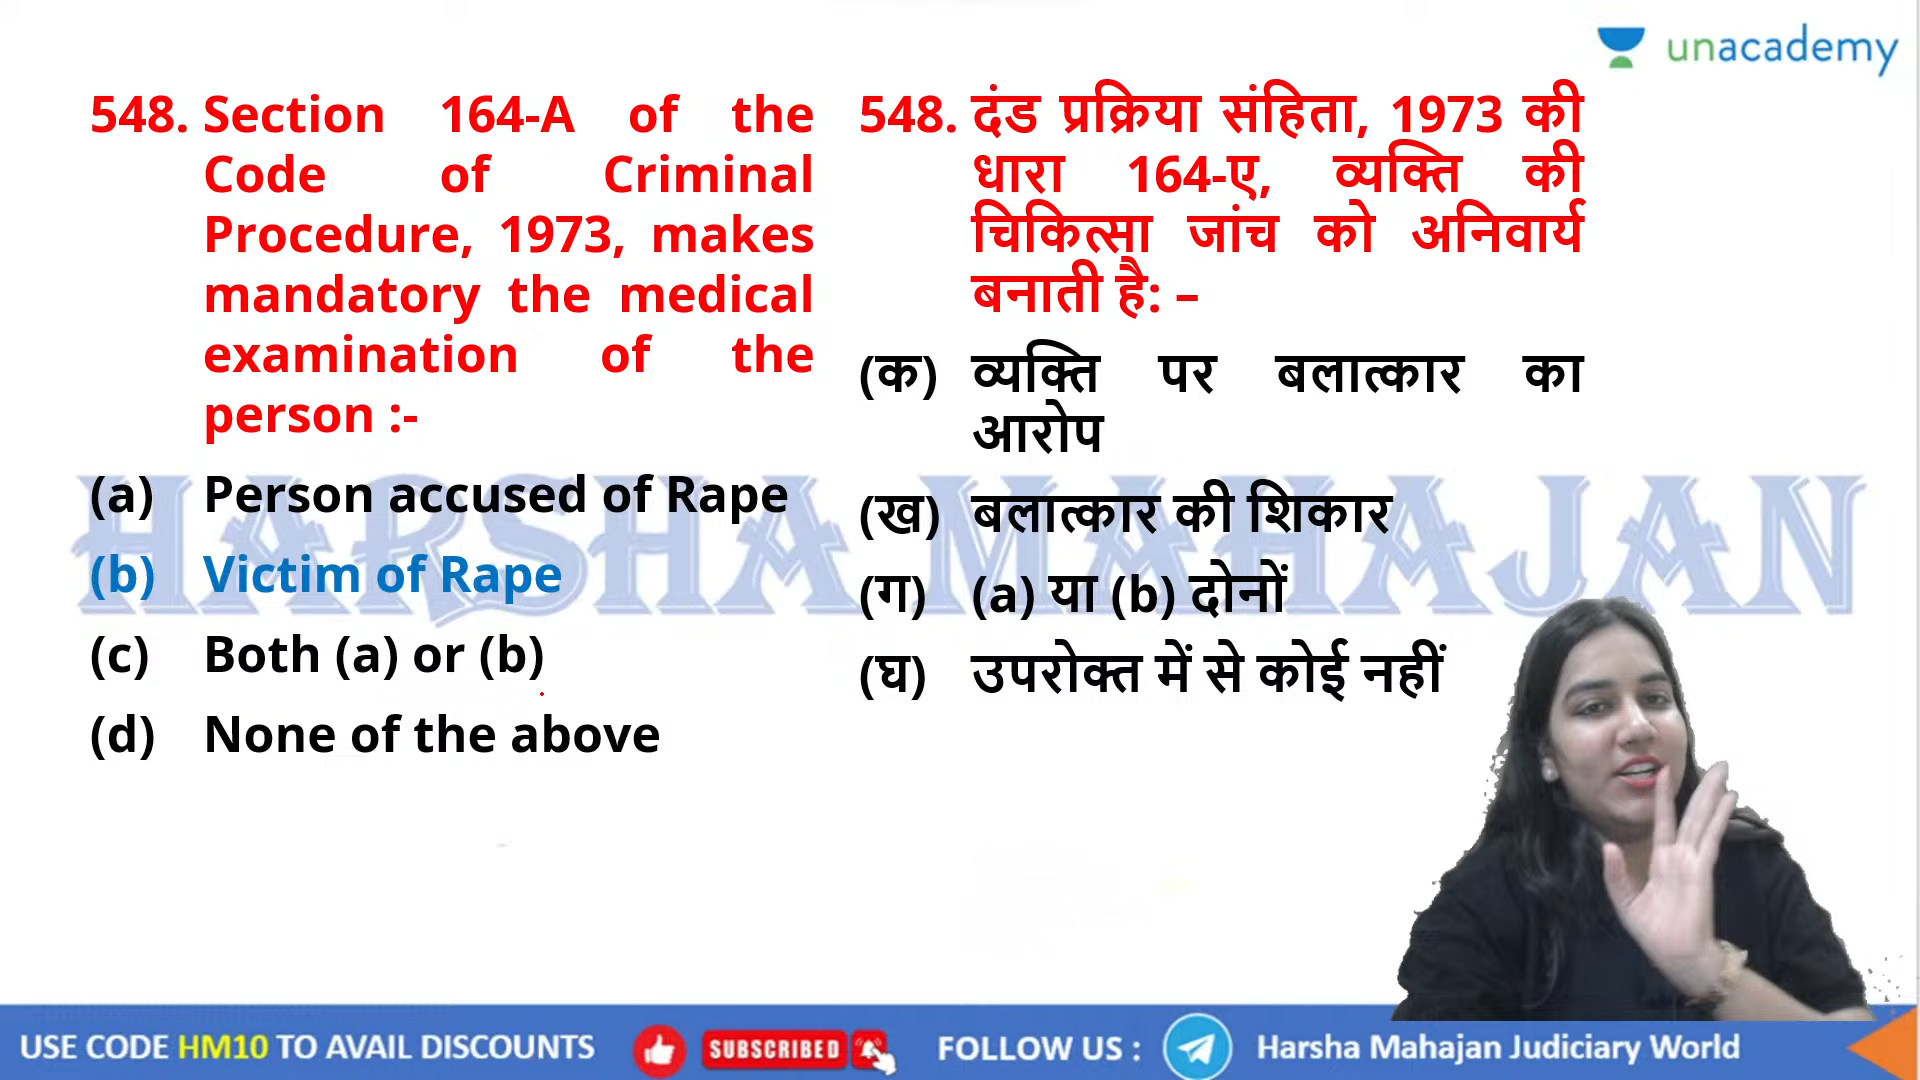 unacademy
548. Section 164-A of the
Code of Criminal
Procedure, 1973, makes
mandatory the medical
examination of the
person :-
(a) Person accused of Rape
(b) Victim of Rape
(c) Both (a) or (b)
(d) None of the above
548. दंड प्रक्रिया संहिता, 1973 की
धारा 164-ए, व्यक्ति की
चिकित्सा जांच को अनिवार्य
बनाती है: –
(क) व्यक्ति पर बलात्कार का
आरोप
(ख) बलात्कार की शिकार
(ग) (a) या (b) दोनों
(घ) उपरोक्त में से कोई नहीं
HARSHA MAHAJAN
USE CODE HM10 TO AVAIL DISCOUNTS
SUBSCRIBED
FOLLOW US :
Harsha Mahajan Judiciary World